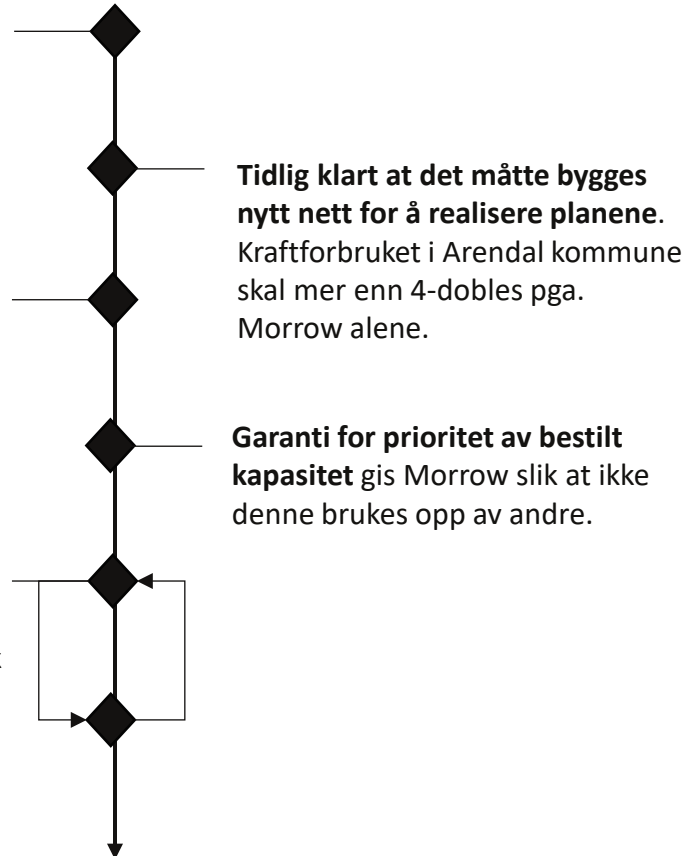 Tidlig klart at det måtte bygges
nytt nett for å realisere planene.
Kraftforbruket i Arendal kommune
skal mer enn 4-dobles pga.
Morrow alene.
Garanti for prioritet av bestilt
kapasitet gis Morrow slik at ikke
denne brukes opp av andre.